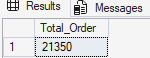 Results Messages
Total_Order
1 21350